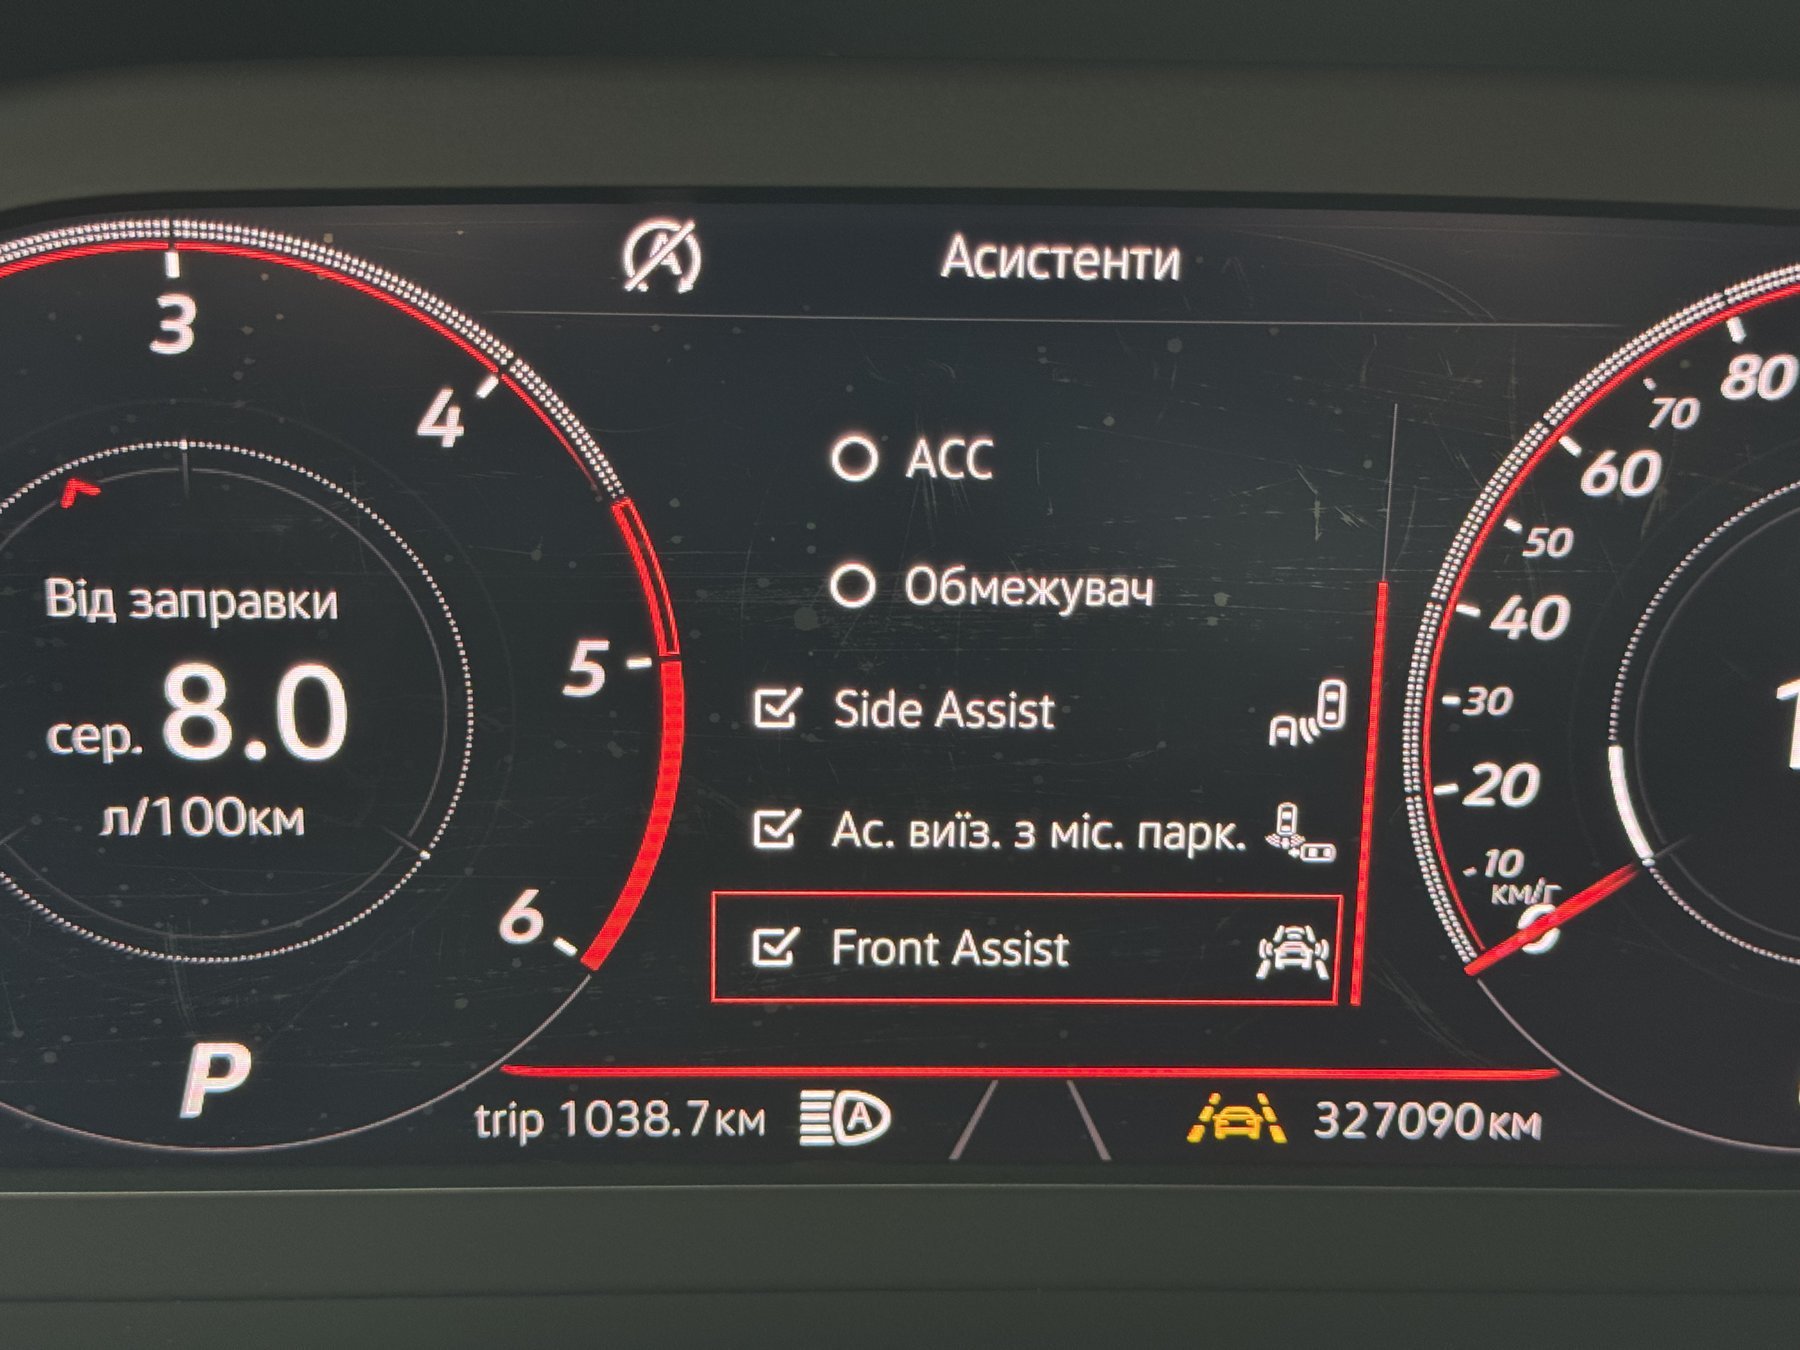 Асистенти
3
4
5
6
Від заправки
сер. 8.0
л/100км
P
ACC
Обмежувач
Side Assist
Ас. виїз. з міс. парк.
Front Assist
80
70
60
50
40
30
20
10
км/г
0
trip 1038.7км
A
327090км